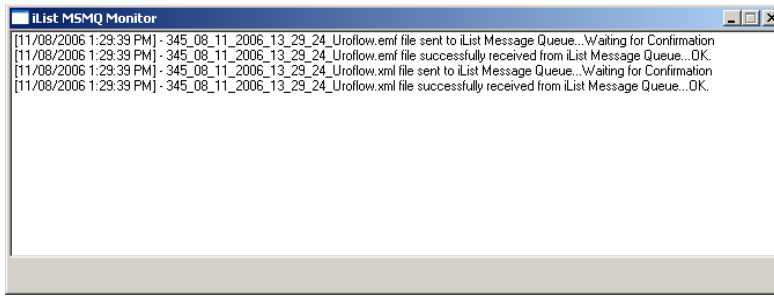 iList MSMQ Monitor
[11/08/2006 1:29:39 PM] - 345_08_11_2006_13_29_24_Uroflow.emf file sent to iList Message Queue...Waiting for Confirmation
[11/08/2006 1:29:39 PM] - 345_08_11_2006_13_29_24_Uroflow.emf file successfully received from iList Message Queue...OK.
[11/08/2006 1:29:39 PM] - 345_08_11_2006_13_29_24_Uroflow.xml file sent to iList Message Queue...Waiting for Confirmation
[11/08/2006 1:29:39 PM] - 345_08_11_2006_13_29_24_Uroflow.xml file successfully received from iList Message Queue...OK.